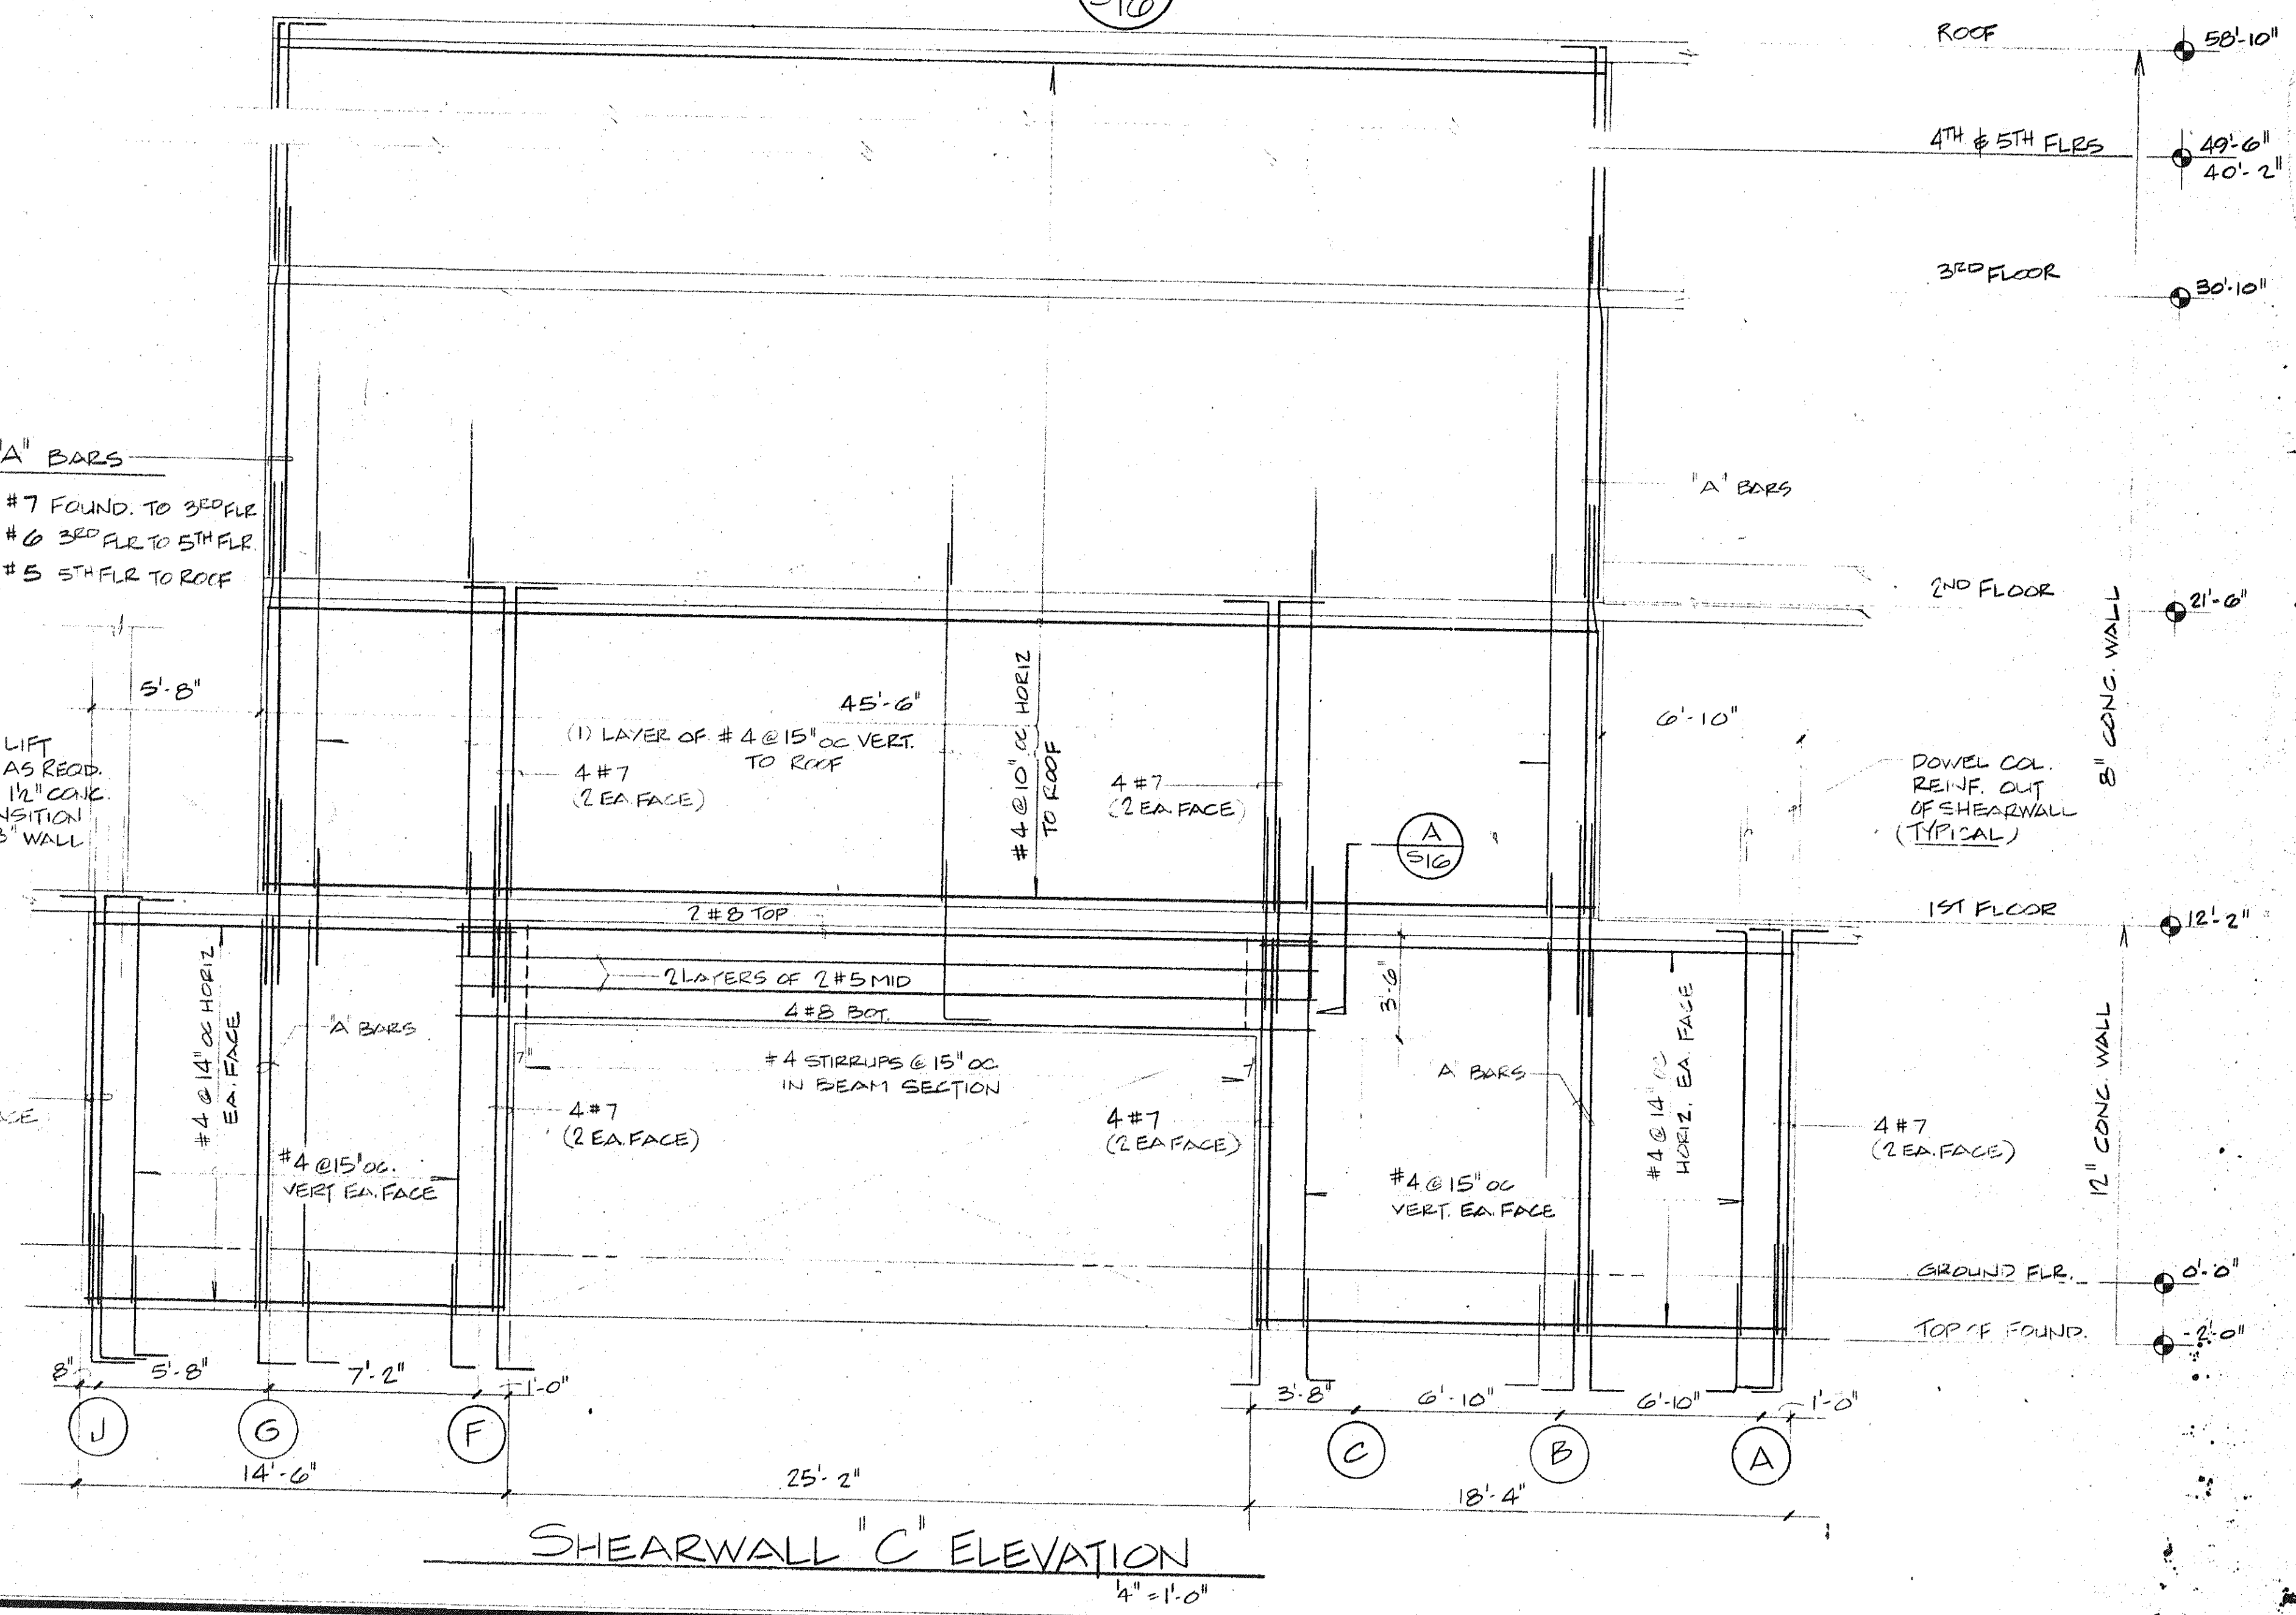 S16
ROOF
58'-10"
4TH & 5TH FLRS
49'-6"
40'-2"
3RD FLOOR
30'-10"
"A" BARS
#7 FOUND. TO 3RD FLR
#6 3RD FLR TO 5TH FLR.
#5 5TH FLR TO ROOF
"A" BARS
2ND FLOOR
21'-6"
8" CONC. WALL
5'-8"
45'-6"
6'-10"
(1) LAYER OF #4 @ 15" OC VERT.
TO ROOF
#4 @ 10" OC HORIZ
TO ROOF
4 #7
(2 EA. FACE)
4 #7
(2 EA. FACE)
LIFT
AS REQD.
1½" CONC.
WALL
DOWEL COL.
REINF. OUT
OF SHEARWALL
(TYPICAL)
A
S16
2 #8 TOP
1ST FLOOR
12'-2"
2 LAYERS OF 2 #5 MID
4 #8 BOT.
3'-6"
#4 @ 14" OC HORIZ
EA. FACE
"A" BARS
7"
#4 STIRRUPS @ 15" OC
IN BEAM SECTION
7"
A BARS
#4 @ 14" OC
HORIZ. EA. FACE
12" CONC. WALL
4 #7
(2 EA. FACE)
4 #7
(2 EA. FACE)
4 #7
(2 EA. FACE)
#4 @ 15" OC.
VERT EA. FACE
#4 @ 15" OC
VERT. EA. FACE
GROUND FLR.
0'-0"
TOP OF FOUND.
-2'-0"
8"
5'-8"
7'-2"
1'-0"
3'-8"
6'-10"
6'-10"
1'-0"
J
G
F
C
B
A
14'-6"
25'-2"
18'-4"
SHEARWALL "C" ELEVATION
¼" = 1'-0"